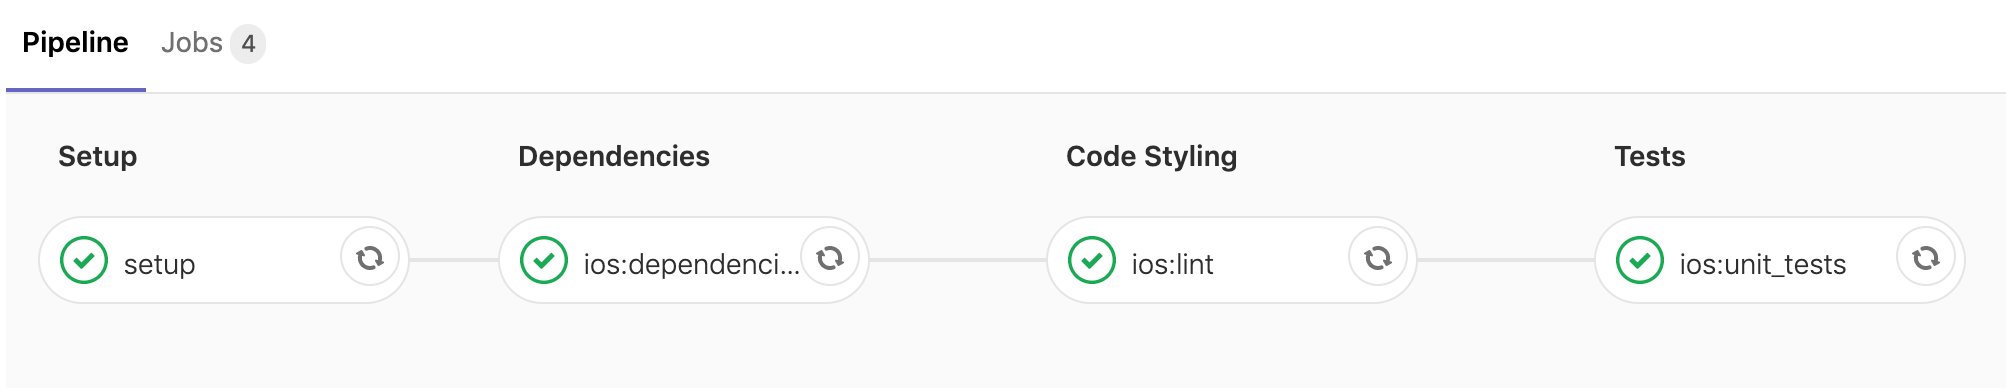 Pipeline Jobs 4
Setup Dependencies Code Styling Tests
setup ios:dependenci... ios:lint ios:unit_tests